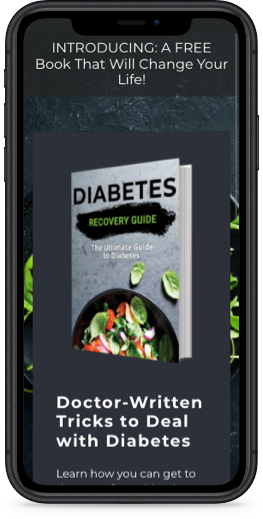 INTRODUCING: A FREE
Book That Will Change Your
Life!
DIABETES
RECOVERY GUIDE
The Ultimate Guide
to Diabetes
Doctor-Written
Tricks to Deal
with Diabetes
Learn how you can get to